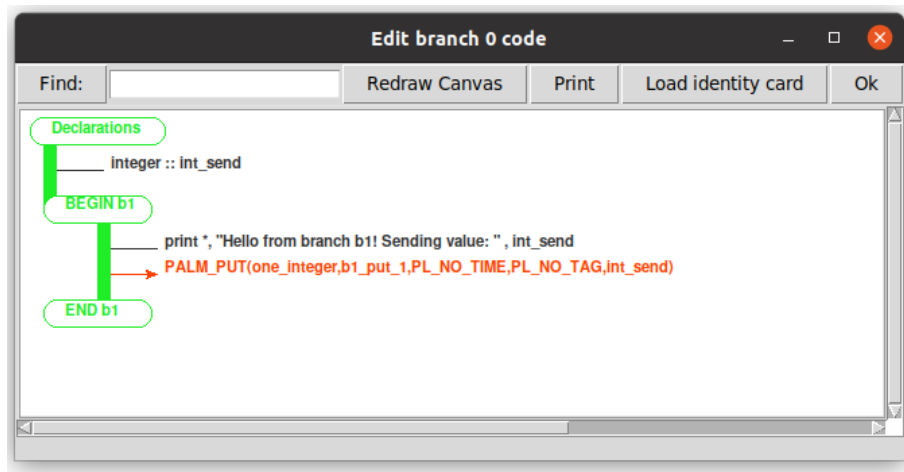 Edit branch 0 code
Find: Redraw Canvas Print Load identity card Ok
Declarations
integer :: int_send
BEGIN b1
print *, "Hello from branch b1! Sending value: " , int_send
PALM_PUT(one_integer,b1_put_1,PL_NO_TIME,PL_NO_TAG,int_send)
END b1